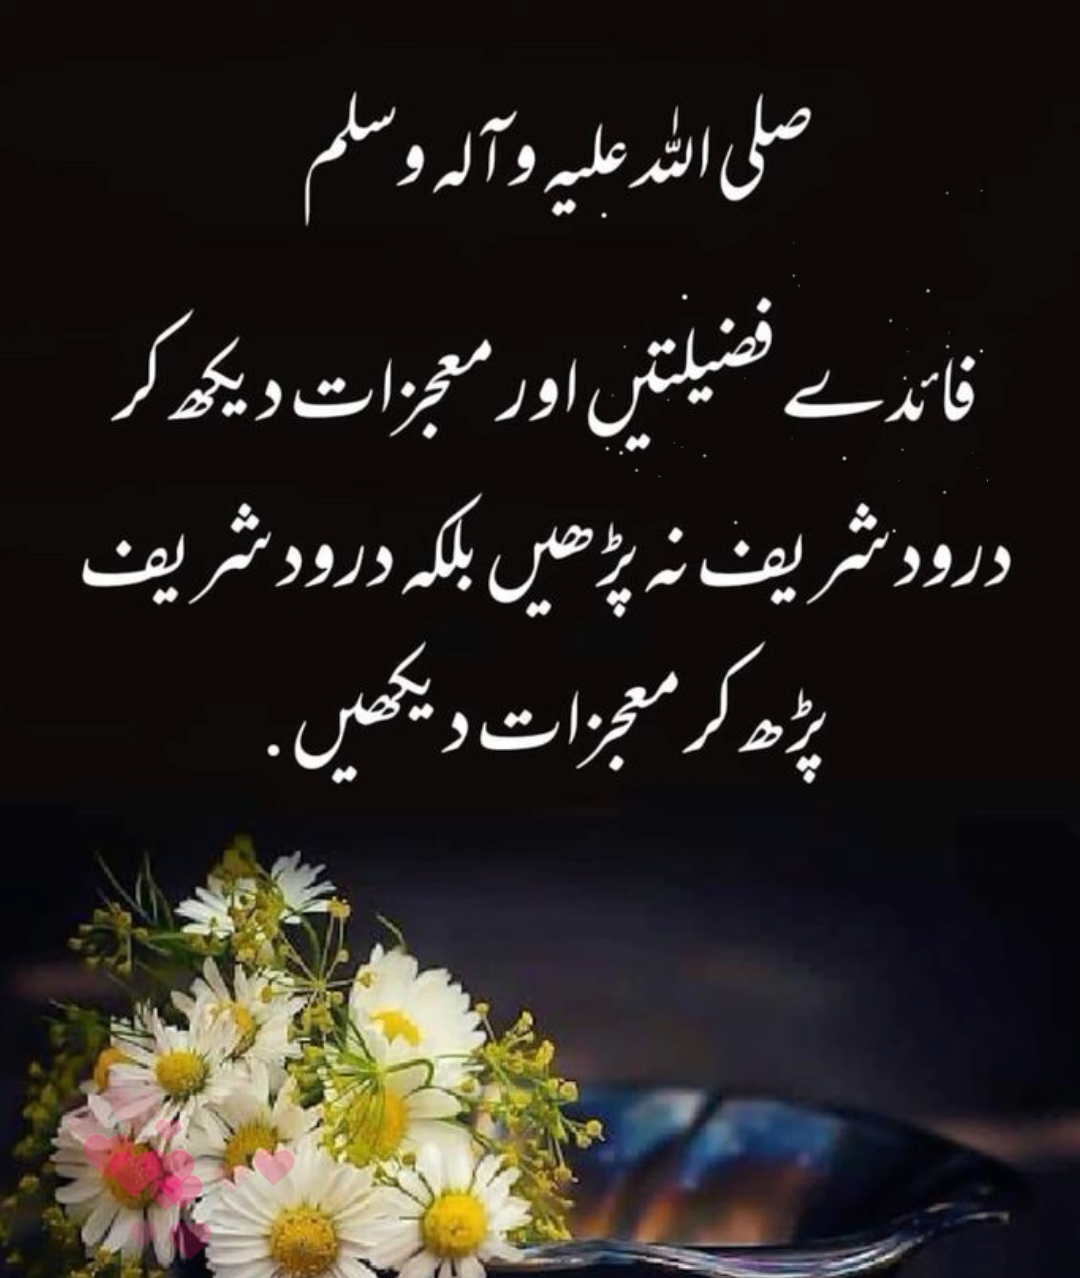 صلی اللہ علیہ وآلہ وسلم
فائدے فضیلتیں اور معجزات دیکھ کر
درود شریف نہ پڑھیں بلکہ درود شریف
پڑھ کر معجزات دیکھیں .